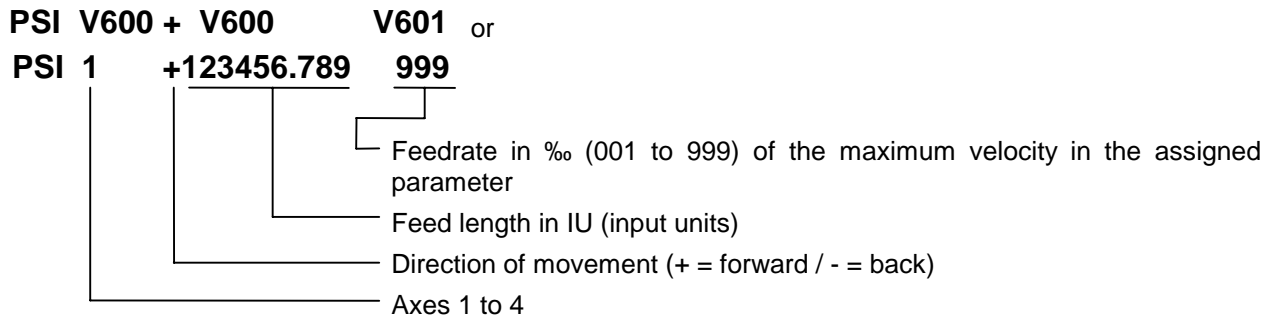 PSI V600 + V600 V601 or
PSI 1 +123456.789 999
Feedrate in ‰ (001 to 999) of the maximum velocity in the assigned
parameter
Feed length in IU (input units)
Direction of movement (+ = forward / - = back)
Axes 1 to 4